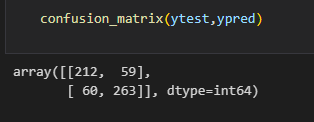 confusion_matrix(ytest,ypred)
array([[212,  59],
       [ 60, 263]], dtype=int64)